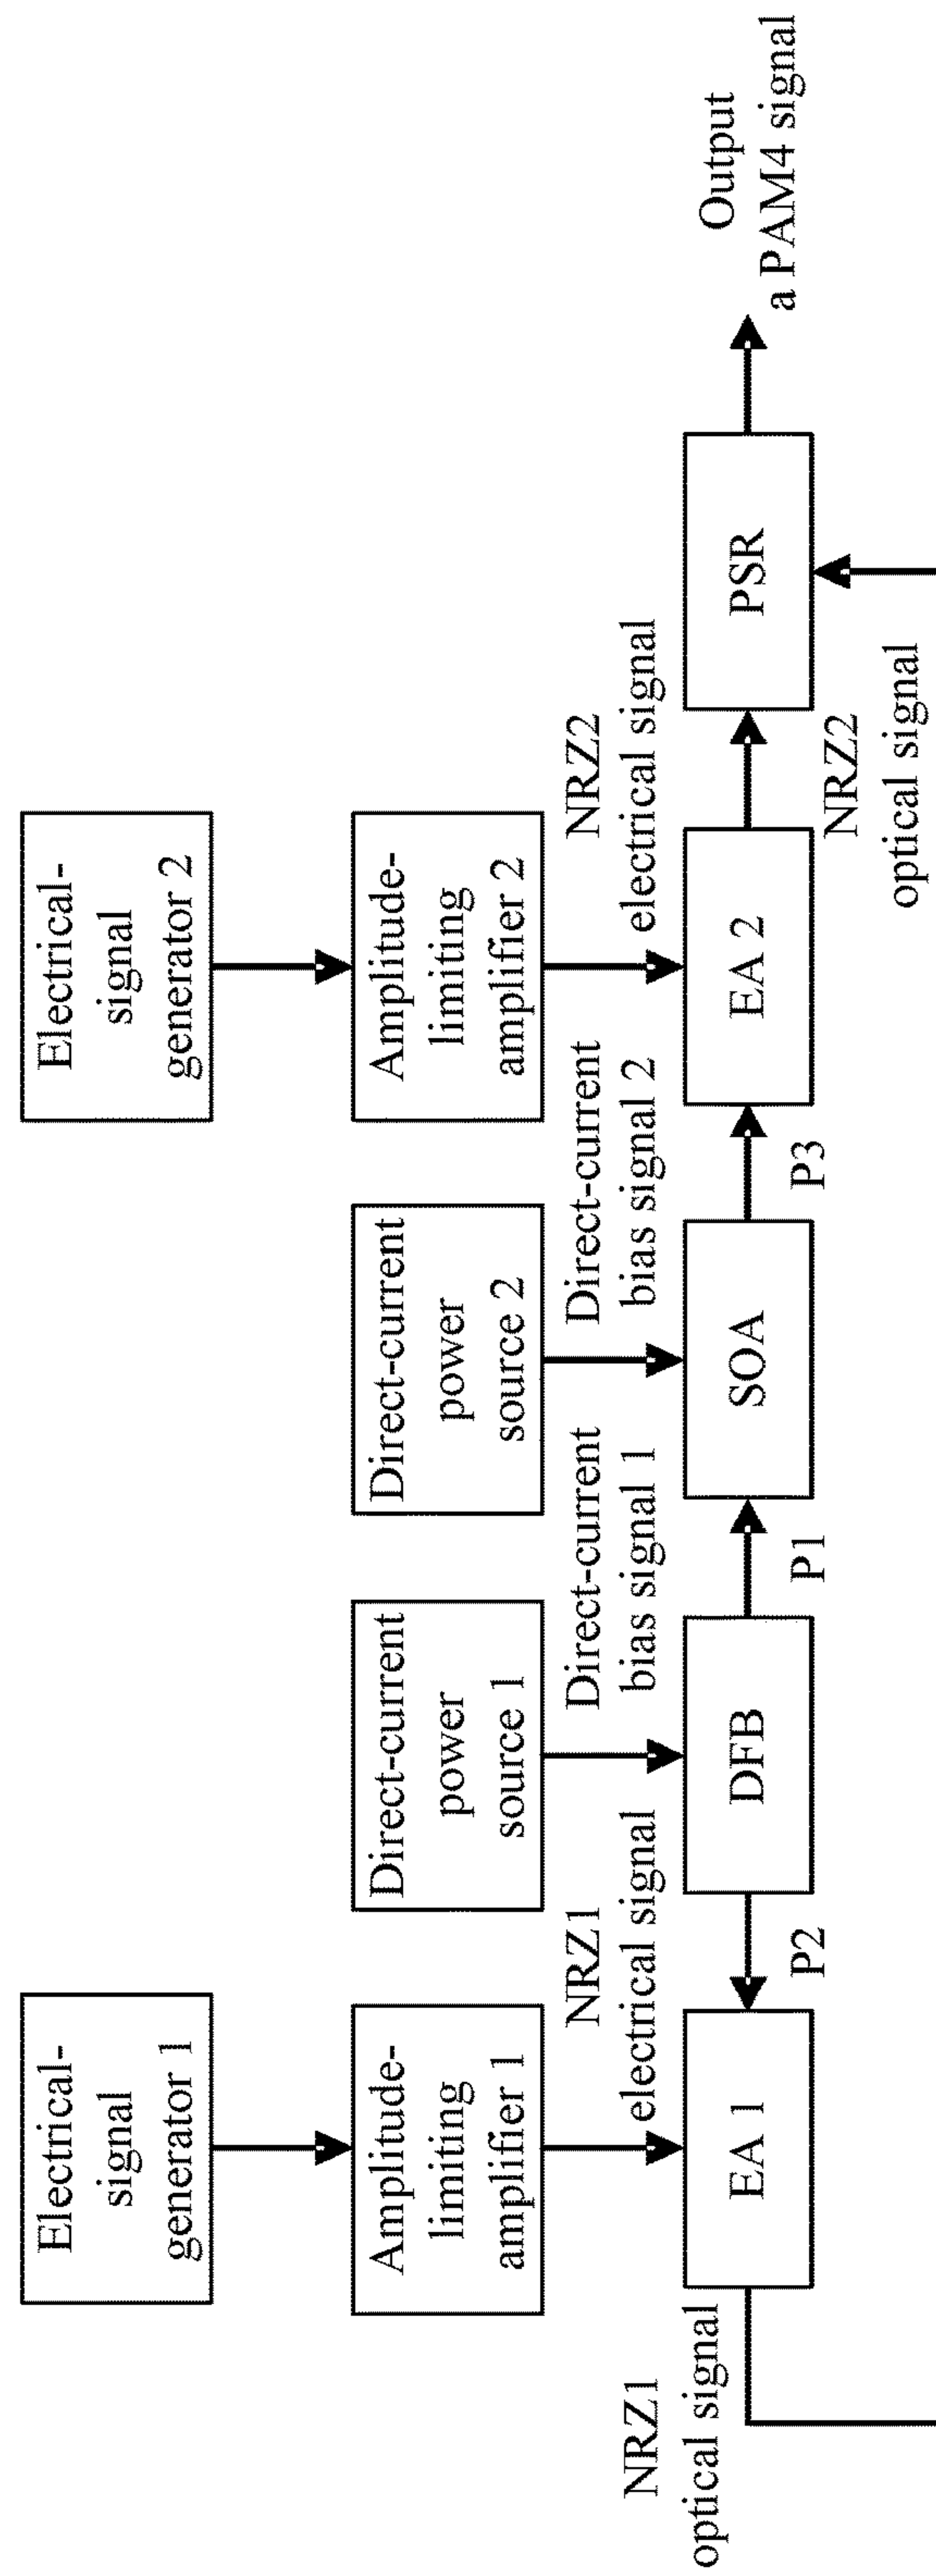 Electrical-
signal
generator 1
Electrical-
signal
generator 2
Amplitude-
limiting
amplifier 1
Direct-current
power
source 1
Direct-current
power
source 2
Amplitude-
limiting
amplifier 2
NRZ1
optical signal
NRZ1
electrical signal
Direct-current
bias signal 1
Direct-current
bias signal 2
NRZ2
electrical signal
EA 1
P2
DFB
P1
SOA
P3
EA 2
NRZ2
optical signal
PSR
Output
a PAM4 signal